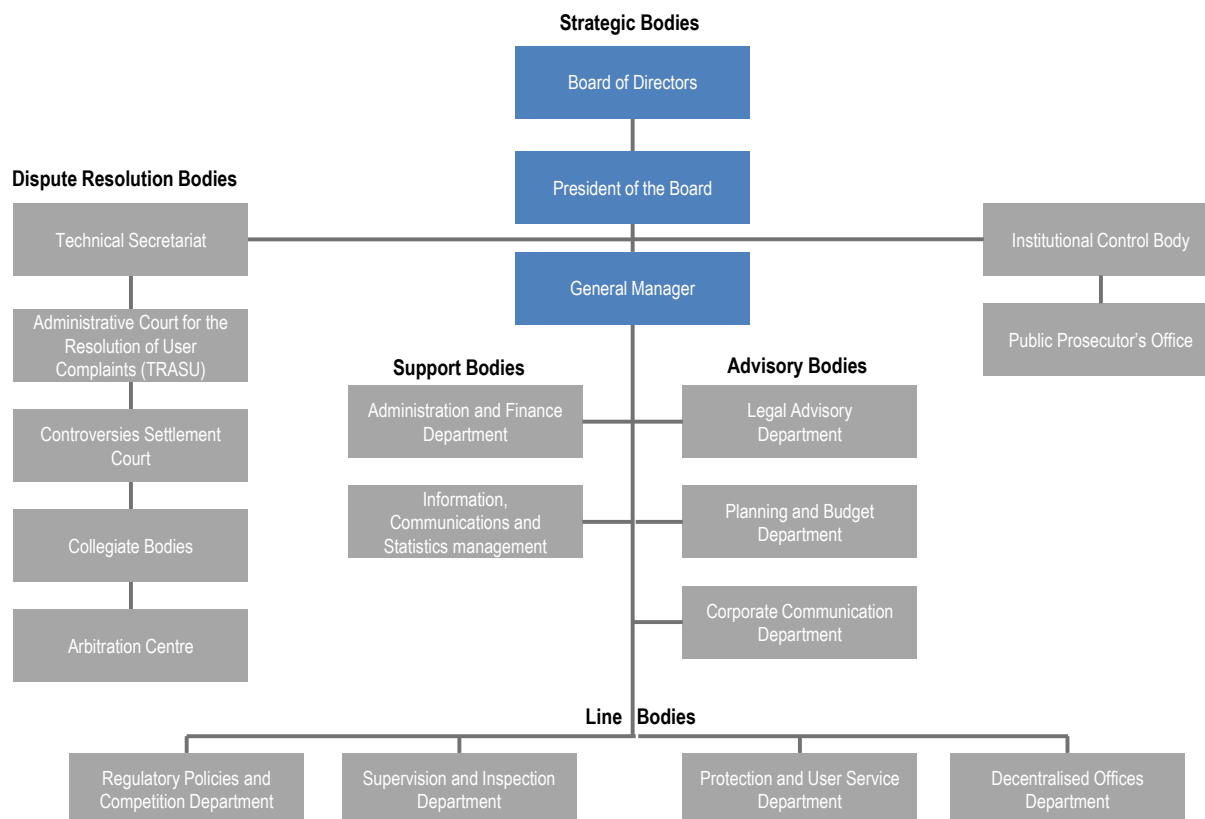 Strategic Bodies
Board of Directors
President of the Board
Dispute Resolution Bodies
Technical Secretariat
Institutional Control Body
General Manager
Administrative Court for the
Resolution of User
Complaints (TRASU)
Public Prosecutor's Office
Support Bodies
Advisory Bodies
Administration and Finance
Department
Legal Advisory
Department
Controversies Settlement
Court
Information,
Communications and
Statistics management
Planning and Budget
Department
Collegiate Bodies
Corporate Communication
Department
Arbitration Centre
Line Bodies
Regulatory Policies and
Competition Department
Supervision and Inspection
Department
Protection and User Service
Department
Decentralised Offices
Department